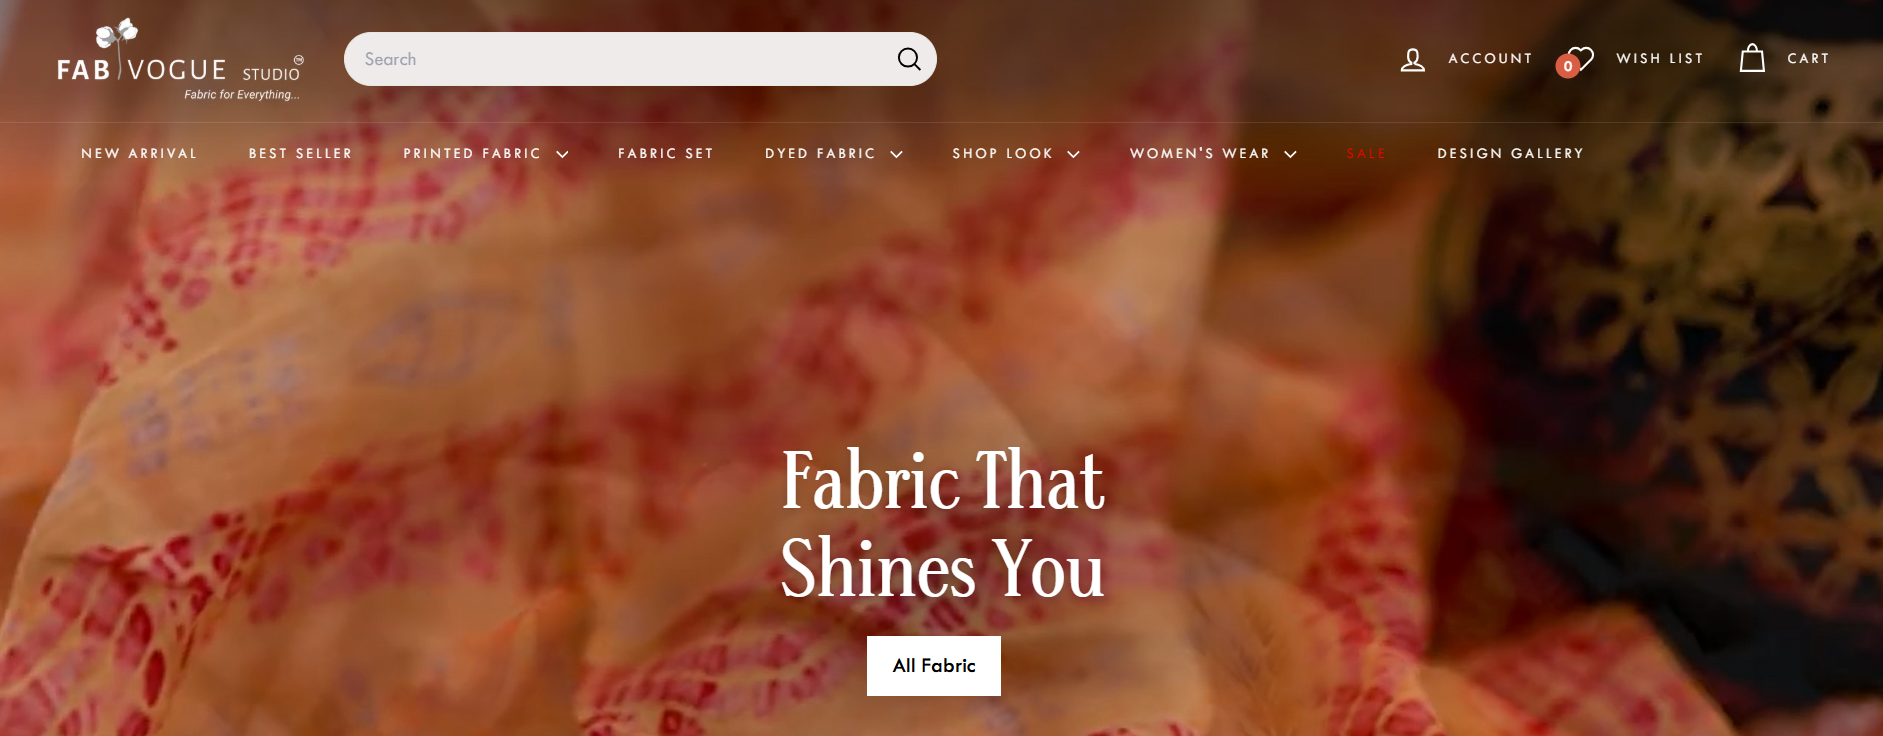 FAB VOGUE STUDIO TM
Fabric for Everything...
Search
ACCOUNT
0
WISH LIST
CART
NEW ARRIVAL
BEST SELLER
PRINTED FABRIC
FABRIC SET
DYED FABRIC
SHOP LOOK
WOMEN'S WEAR
SALE
DESIGN GALLERY
Fabric That
Shines You
All Fabric